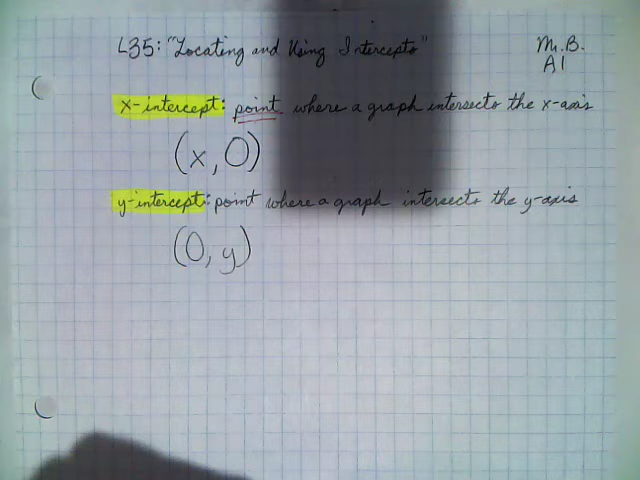 L35: "Locating and Using Intercepts"
M.B.
A1
x-intercept: point where a graph intersects the x-axis
(x, 0)
y-intercept: point where a graph intersects the y-axis
(0, y)